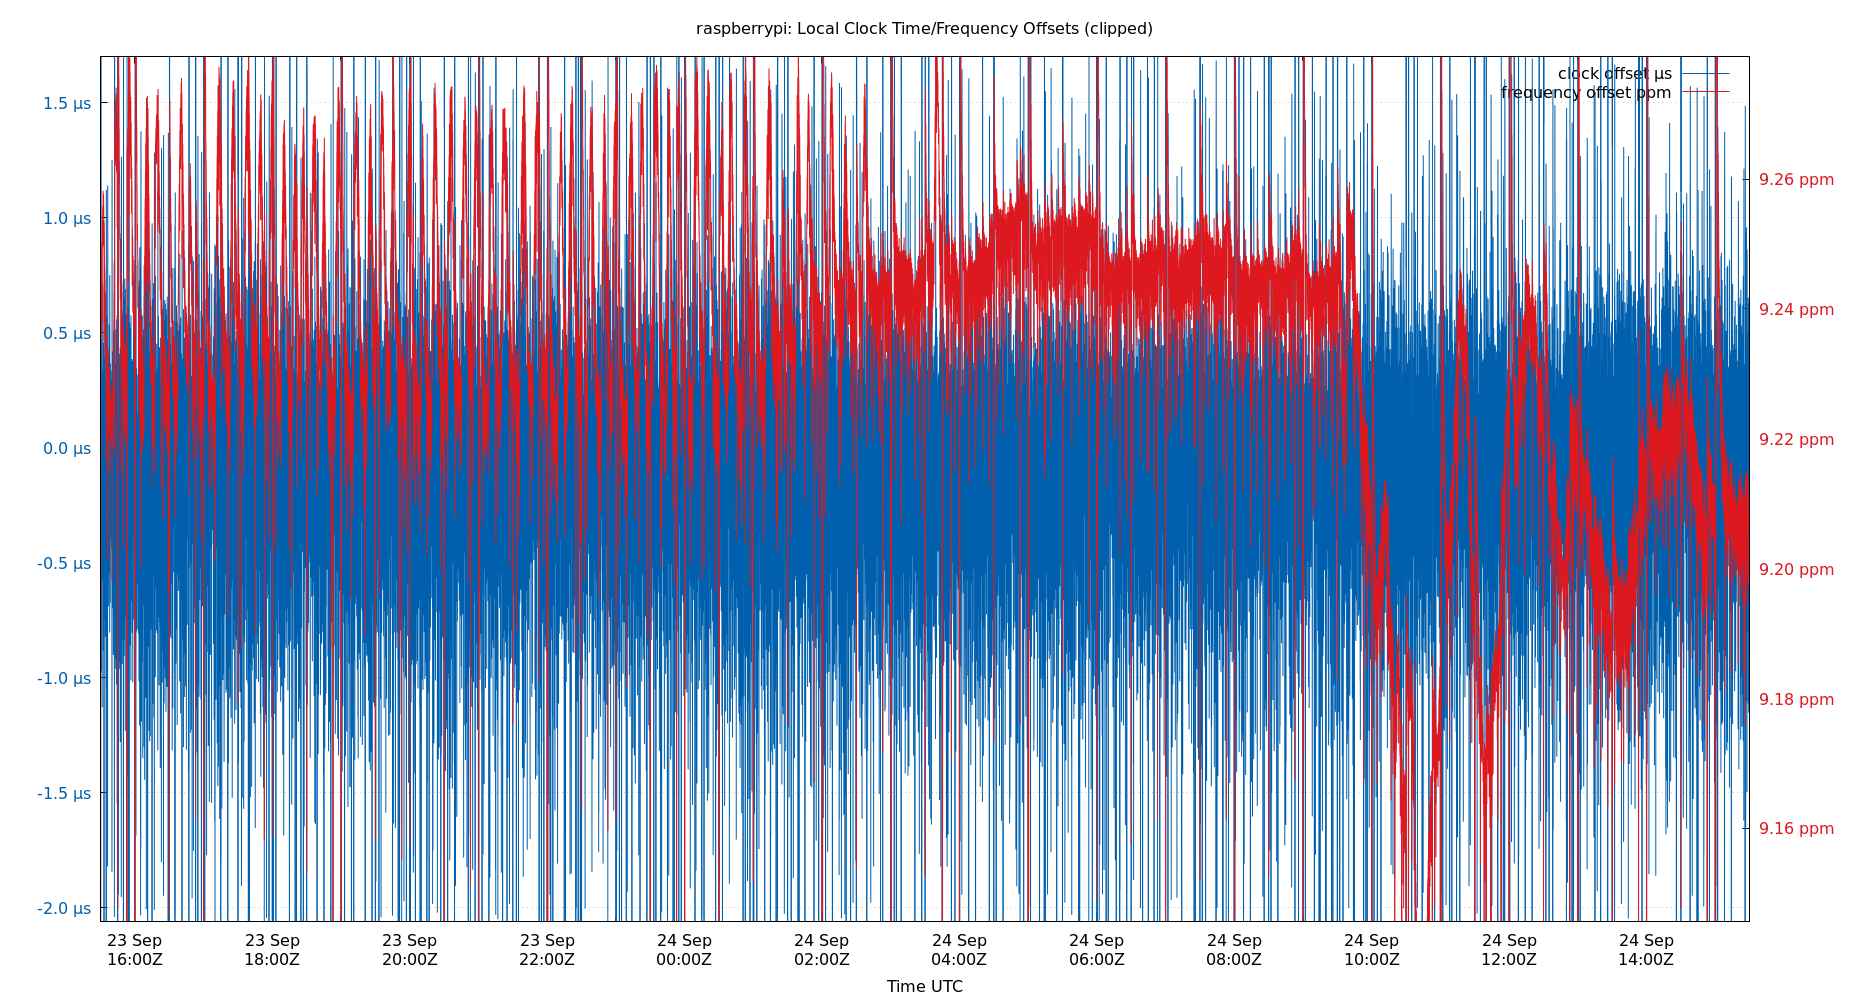 raspberrypi: Local Clock Time/Frequency Offsets (clipped)
clock offset µs
frequency offset ppm
1.5 µs
1.0 µs
0.5 µs
0.0 µs
-0.5 µs
-1.0 µs
-1.5 µs
-2.0 µs
9.26 ppm
9.24 ppm
9.22 ppm
9.20 ppm
9.18 ppm
9.16 ppm
23 Sep
16:00Z
23 Sep
18:00Z
23 Sep
20:00Z
23 Sep
22:00Z
24 Sep
00:00Z
24 Sep
02:00Z
24 Sep
04:00Z
24 Sep
06:00Z
24 Sep
08:00Z
24 Sep
10:00Z
24 Sep
12:00Z
24 Sep
14:00Z
Time UTC